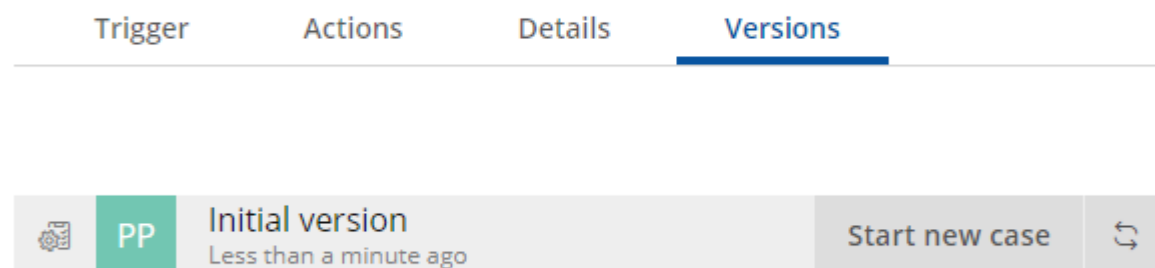 Trigger Actions Details Versions
PP Initial version Start new case
Less than a minute ago